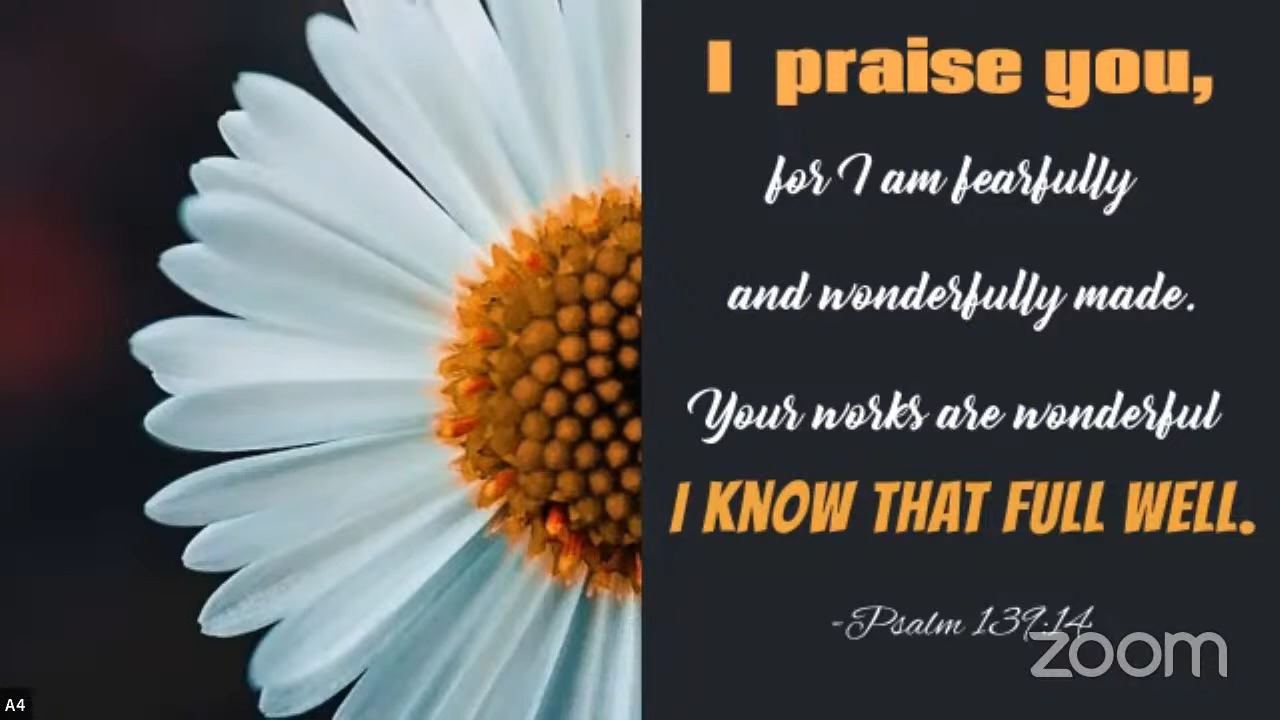 I praise you,
for I am fearfully
and wonderfully made.
Your works are wonderful
I KNOW THAT FULL WELL.
-Psalm 139:14
zoom
A4